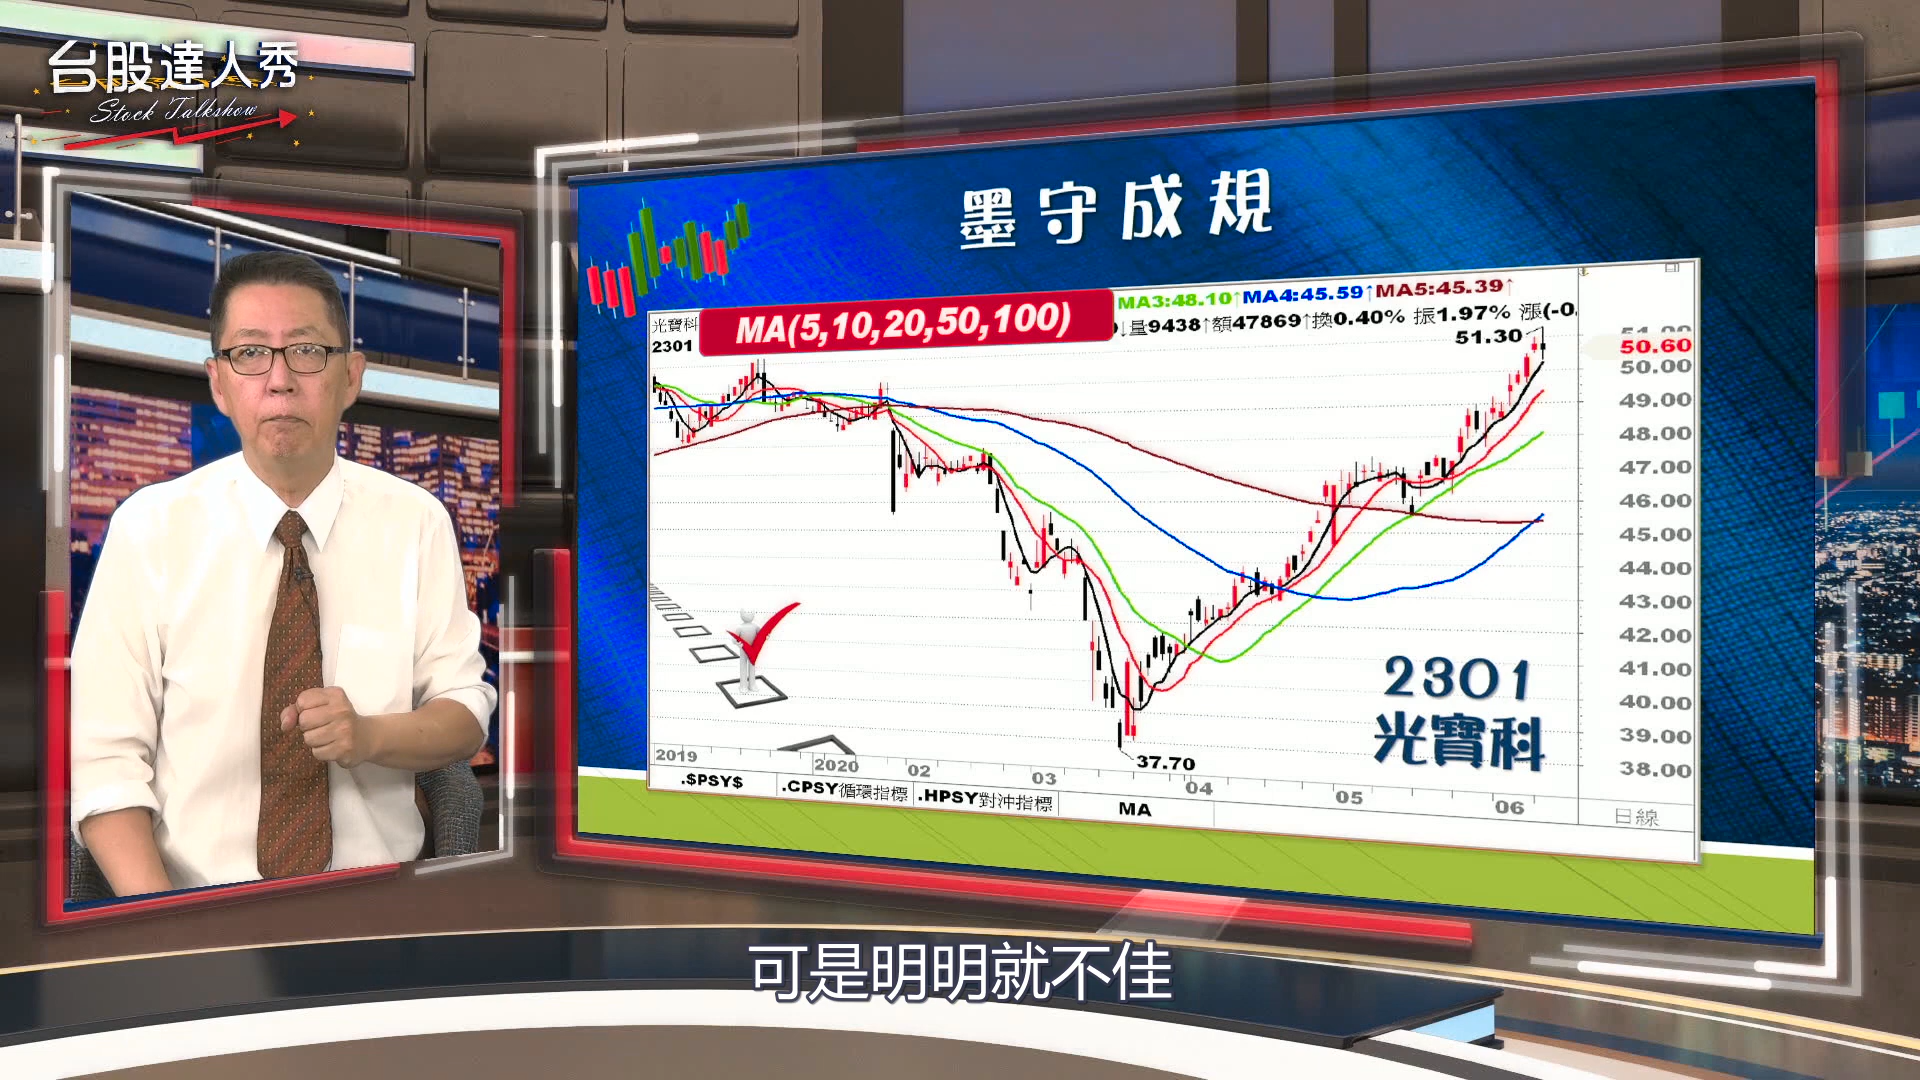 台股達人秀
Stock Talkshow
墨守成規
MA(5,10,20,50,100)
MA3:48.10↑MA4:45.59↑MA5:45.39↑
光寶科
2301
↓量9438↑額47869↑換0.40% 振1.97% 漲(-0.
51.30
51.00
50.60
50.00
49.00
48.00
47.00
46.00
45.00
44.00
43.00
42.00
41.00
40.00
39.00
38.00
37.70
2301
光寶科
2019
2020
02
03
04
05
06
日線
.$PSY$
.CPSY循環指標
.HPSY對沖指標
MA
可是明明就不佳